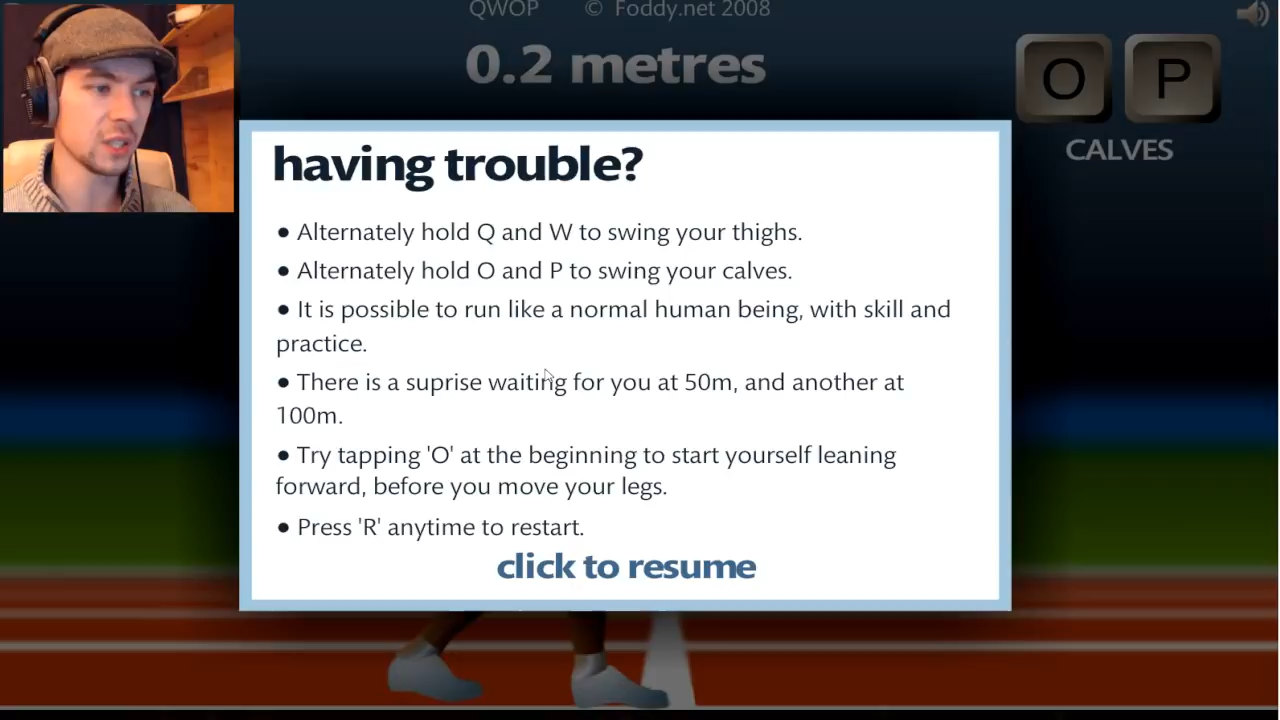 QWOP © Foddy.net 2008
0.2 metres
O P
CALVES
having trouble?
• Alternately hold Q and W to swing your thighs.
• Alternately hold O and P to swing your calves.
• It is possible to run like a normal human being, with skill and
practice.
• There is a suprise waiting for you at 50m, and another at
100m.
• Try tapping 'O' at the beginning to start yourself leaning
forward, before you move your legs.
• Press 'R' anytime to restart.
click to resume